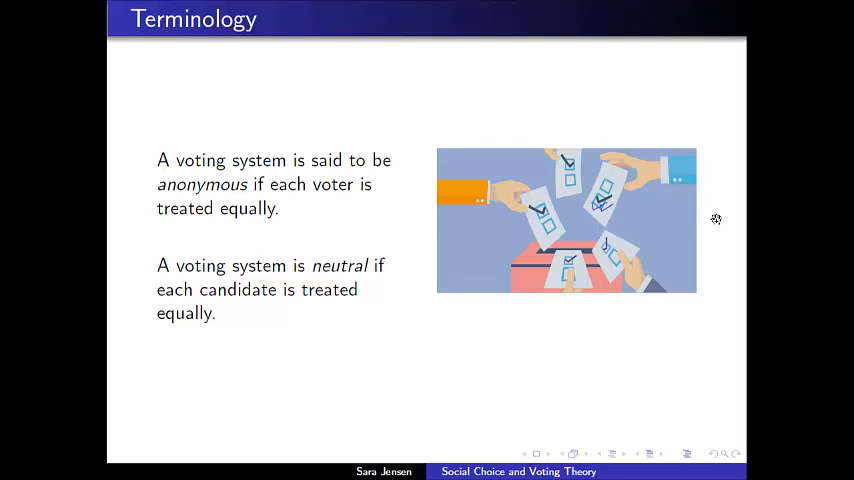 Terminology
A voting system is said to be
anonymous if each voter is
treated equally.
A voting system is neutral if
each candidate is treated
equally.
Sara Jensen
Social Choice and Voting Theory